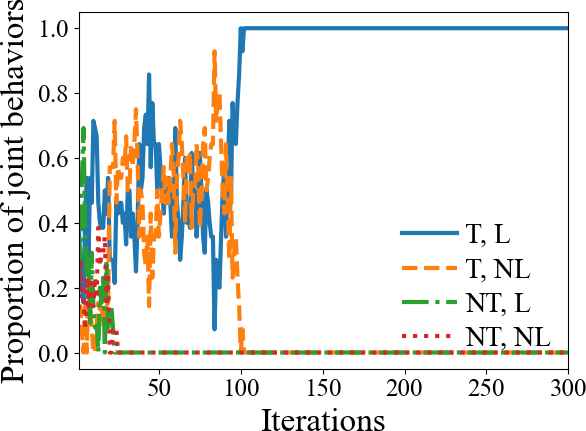 Proportion of joint behaviors
1.0
0.8
0.6
0.4
0.2
0.0
T, L
T, NL
NT, L
NT, NL
50 100 150 200 250 300
Iterations